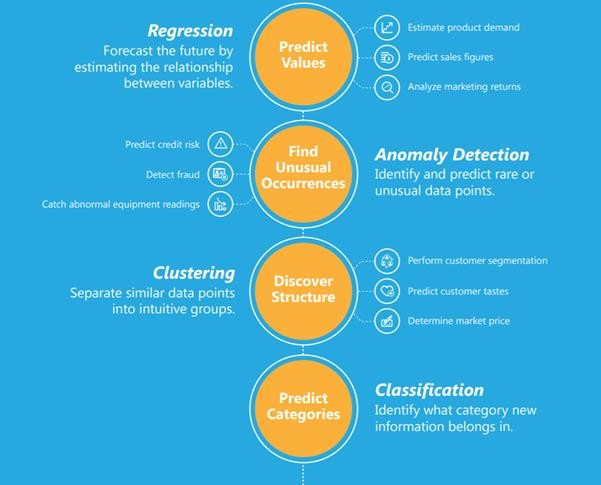 Regression
Forecast the future by
estimating the relationship
between variables.
Predict
Values
Estimate product demand
Predict sales figures
Analyze marketing returns
Predict credit risk
Detect fraud
Catch abnormal equipment readings
Find
Unusual
Occurrences
Anomaly Detection
Identify and predict rare or
unusual data points.
Clustering
Separate similar data points
into intuitive groups.
Discover
Structure
Perform customer segmentation
Predict customer tastes
Determine market price
Predict
Categories
Classification
Identify what category new
information belongs in.